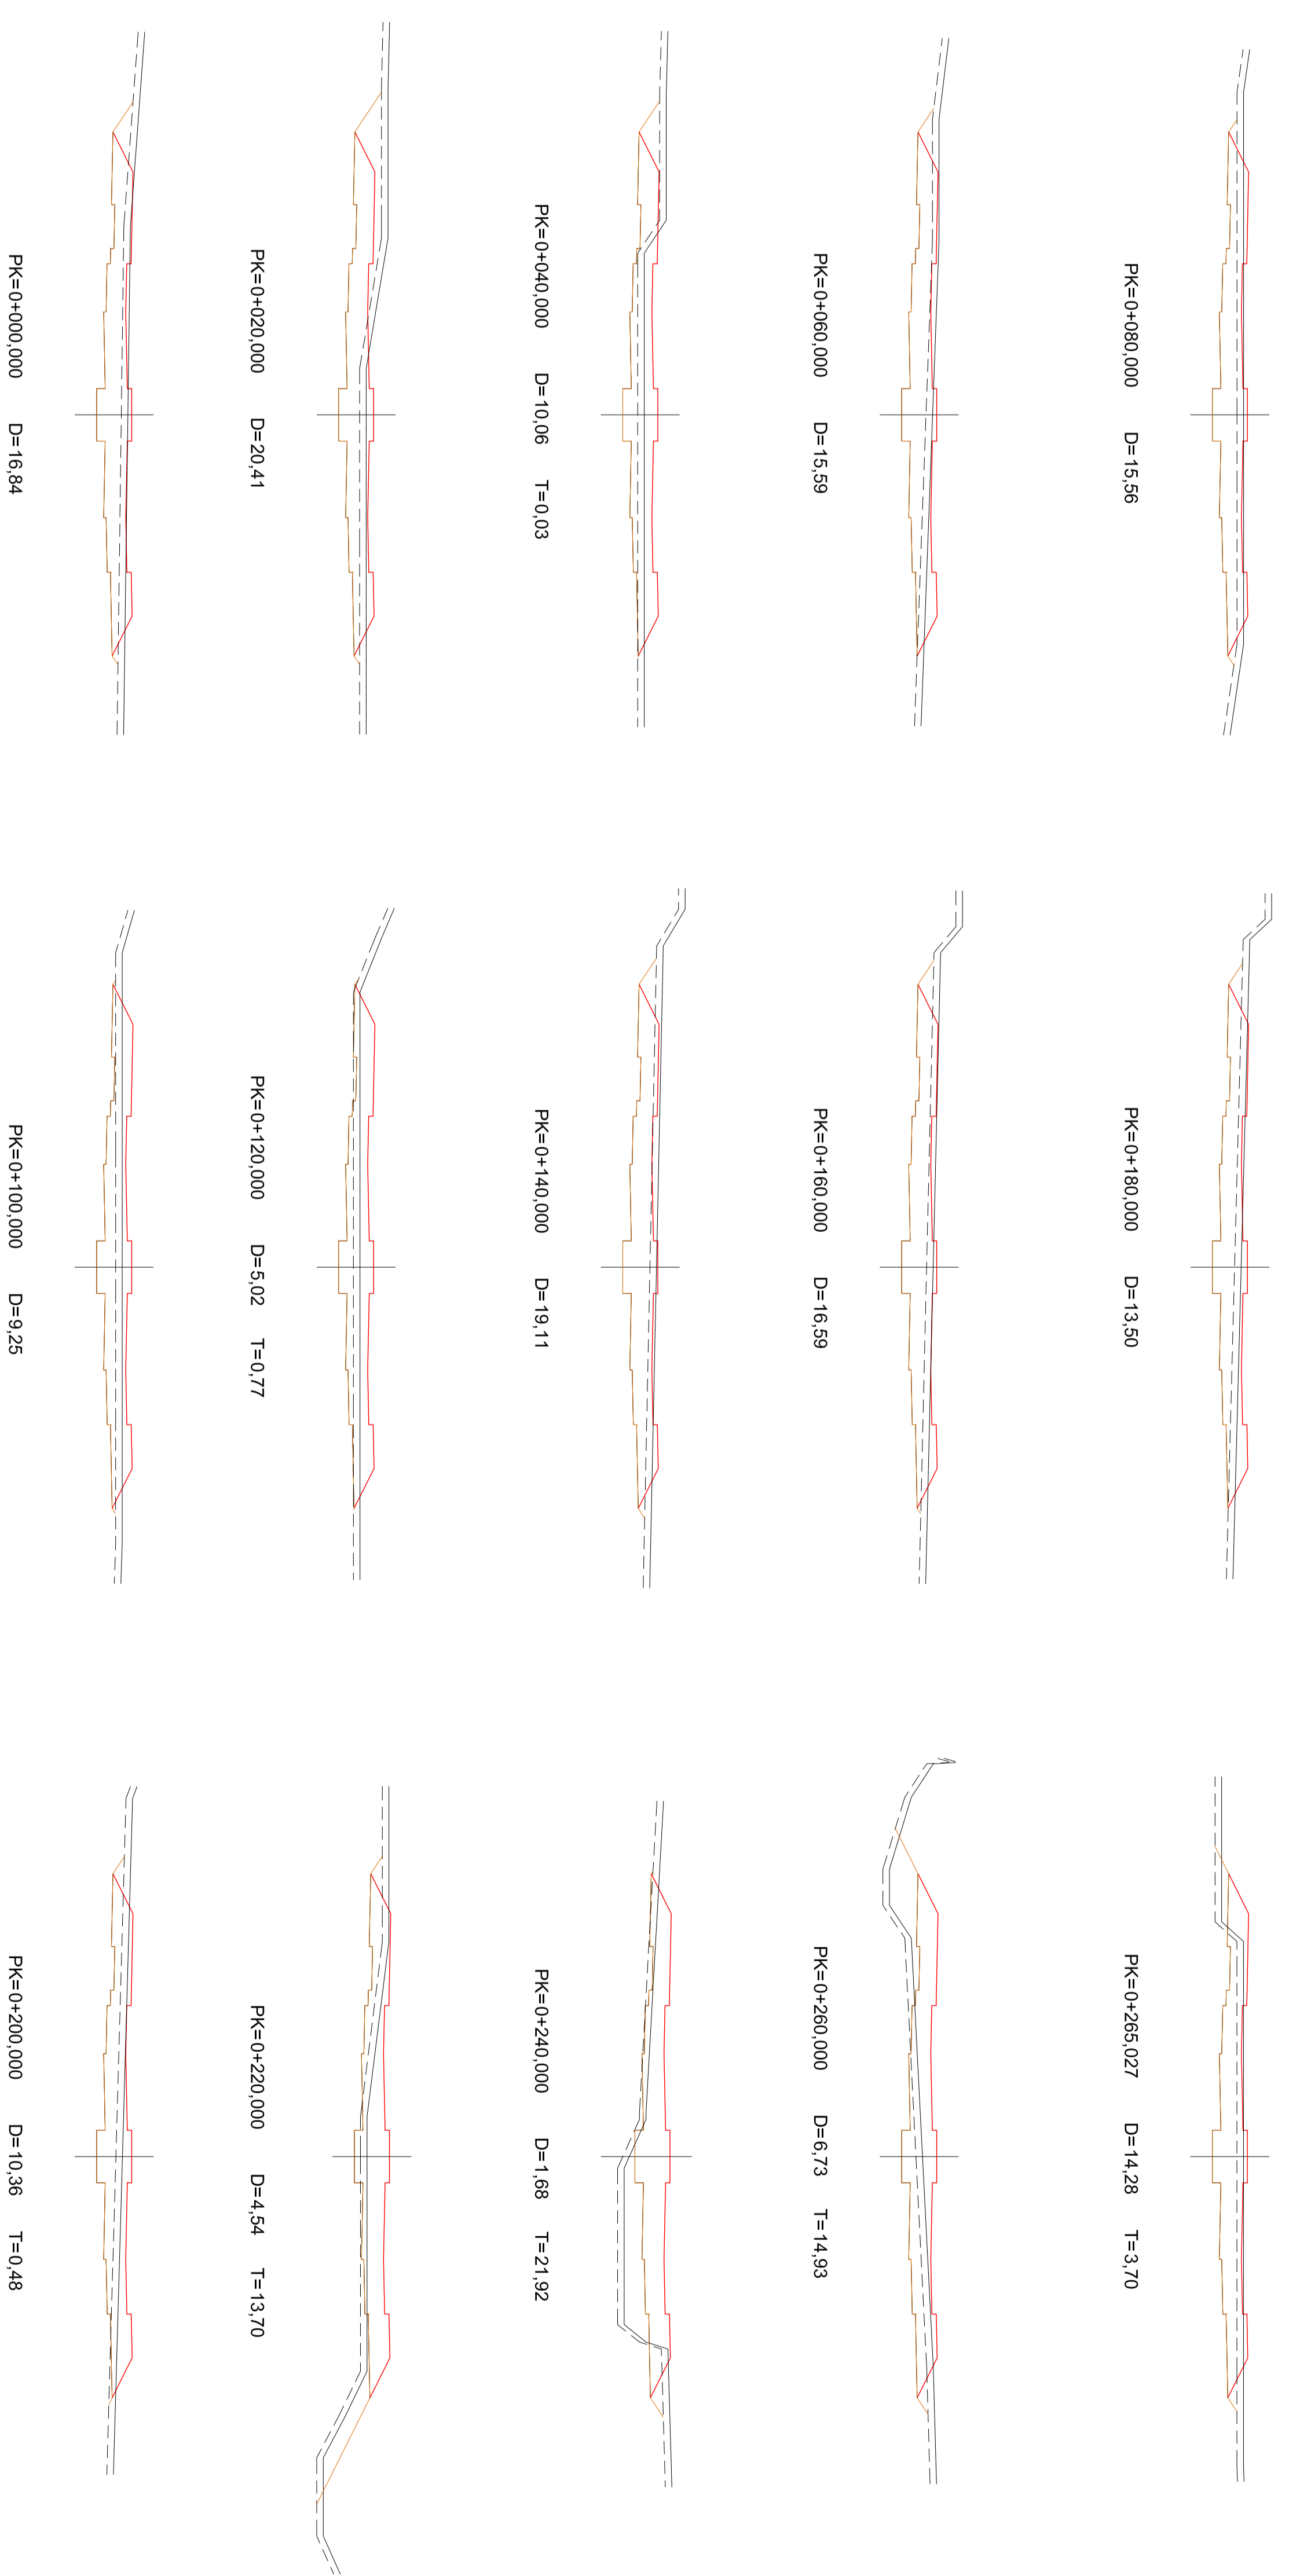 PK=0+000,000 D=16,84
PK=0+020,000 D=20,41
PK=0+040,000 D=10,06 T=0,03
PK=0+060,000 D=15,59
PK=0+080,000 D=15,56
PK=0+100,000 D=9,25
PK=0+120,000 D=5,02 T=0,77
PK=0+140,000 D=19,11
PK=0+160,000 D=16,59
PK=0+180,000 D=13,50
PK=0+200,000 D=10,36 T=0,48
PK=0+220,000 D=4,54 T=13,70
PK=0+240,000 D=1,68 T=21,92
PK=0+260,000 D=6,73 T=14,93
PK=0+265,027 D=14,28 T=3,70